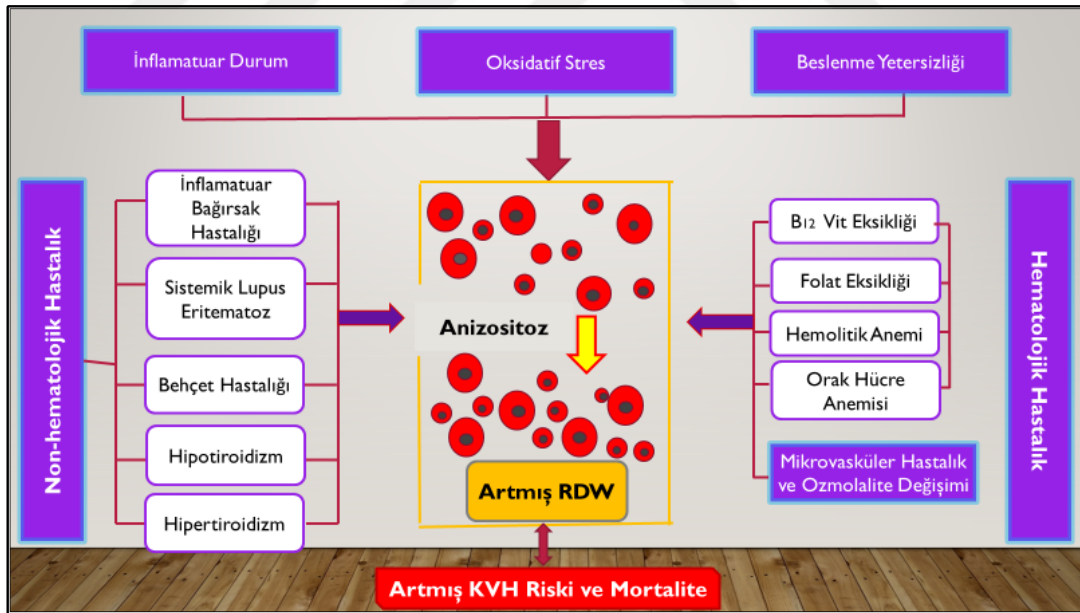 İnflamatuar Durum
Oksidatif Stres
Beslenme Yetersizliği
Non-hematolojik Hastalık
İnflamatuar
Bağırsak
Hastalığı
Sistemik Lupus
Eritematoz
Behçet Hastalığı
Hipotiroidizm
Hipertiroidizm
Anizositoz
Artmış RDW
B12 Vit Eksikliği
Folat Eksikliği
Hemolitik Anemi
Orak Hücre
Anemisi
Mikrovasküler Hastalık
ve Ozmolalite Değişimi
Hematolojik Hastalık
Artmış KVH Riski ve Mortalite